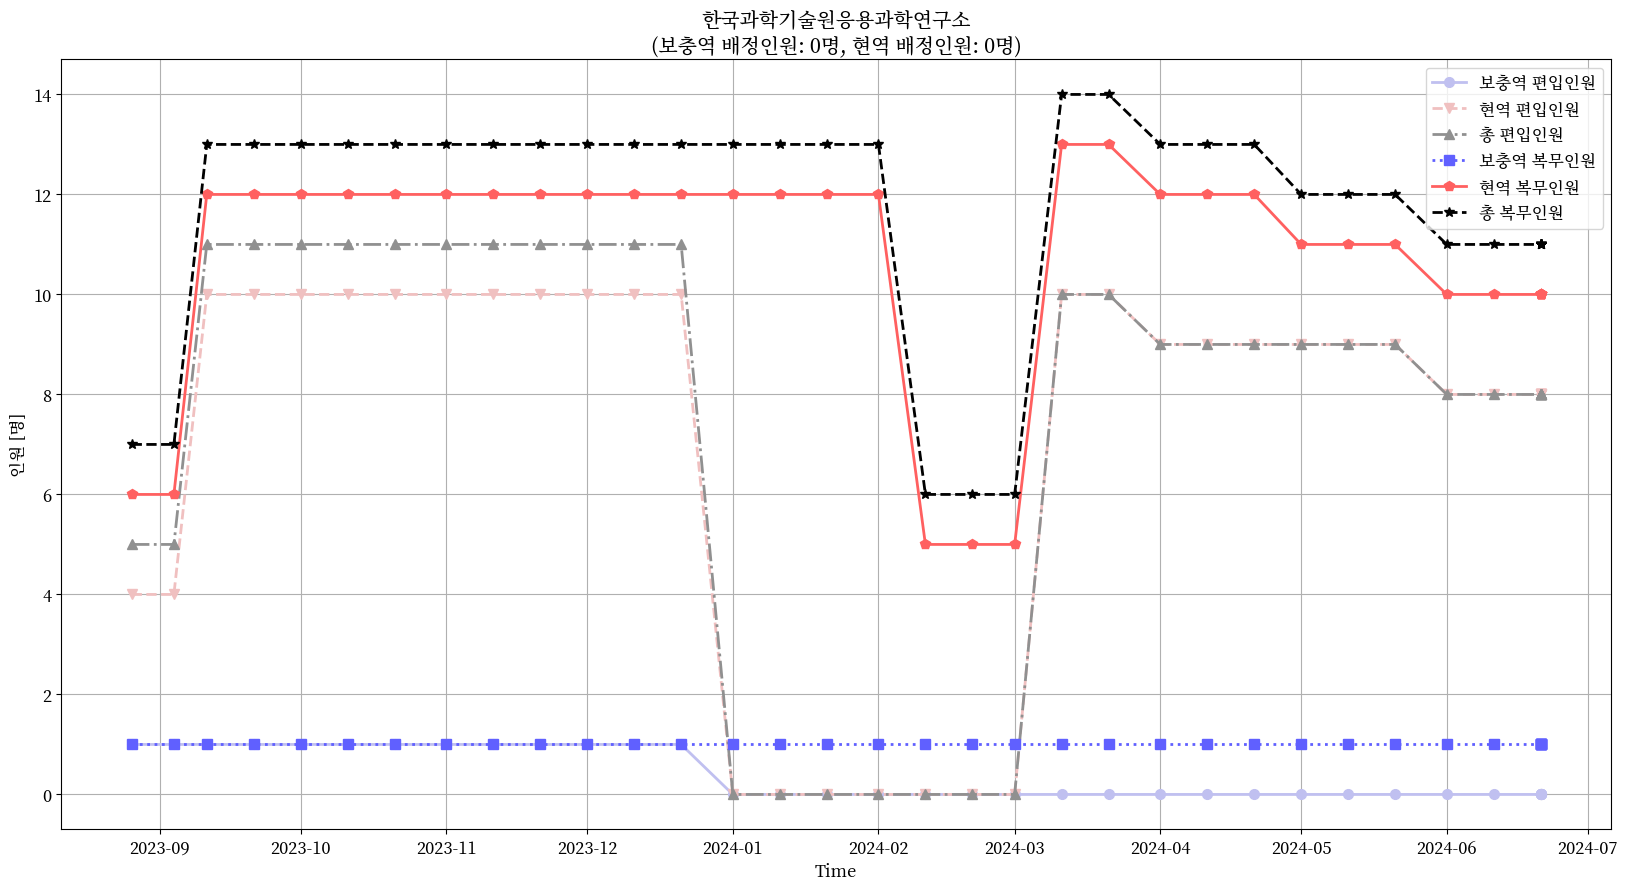 한국과학기술원응용과학연구소
(보충역 배정인원: 0명, 현역 배정인원: 0명)
보충역 편입인원
현역 편입인원
총 편입인원
보충역 복무인원
현역 복무인원
총 복무인원
14
12
10
8
6
4
2
0
인원 [명]
2023-09
2023-10
2023-11
2023-12
2024-01
2024-02
2024-03
2024-04
2024-05
2024-06
2024-07
Time